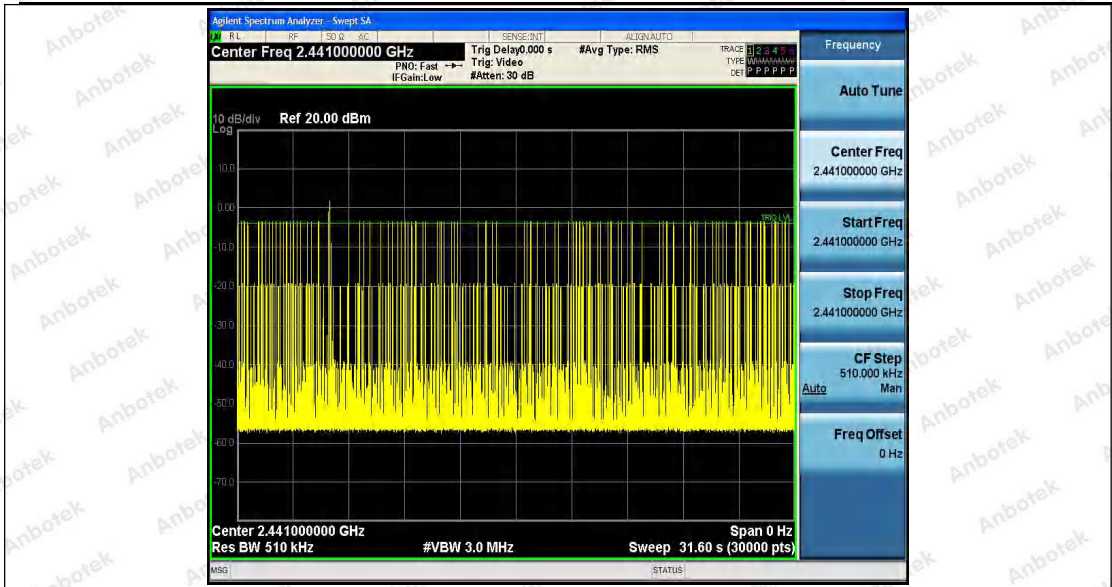 Agilent Spectrum Analyzer - Swept SA
LXI RL RF 50 Ω AC SENSE:INT ALIGN AUTO
Center Freq 2.441000000 GHz
PNO: Fast
IFGain:Low
Trig Delay0.000 s
Trig: Video
#Atten: 30 dB
#Avg Type: RMS
TRACE 1 2 3 4 5 6
TYPE
DET P P P P P P
10 dB/div Ref 20.00 dBm
Log
10.0
0.00
TRIG LVL
-10.0
-20.0
-30.0
-40.0
-50.0
-60.0
-70.0
Center 2.441000000 GHz Span 0 Hz
Res BW 510 kHz #VBW 3.0 MHz Sweep 31.60 s (30000 pts)
MSG STATUS
Frequency
Auto Tune
Center Freq
2.441000000 GHz
Start Freq
2.441000000 GHz
Stop Freq
2.441000000 GHz
CF Step
510.000 kHz
Auto Man
Freq Offset
0 Hz
Anbotek